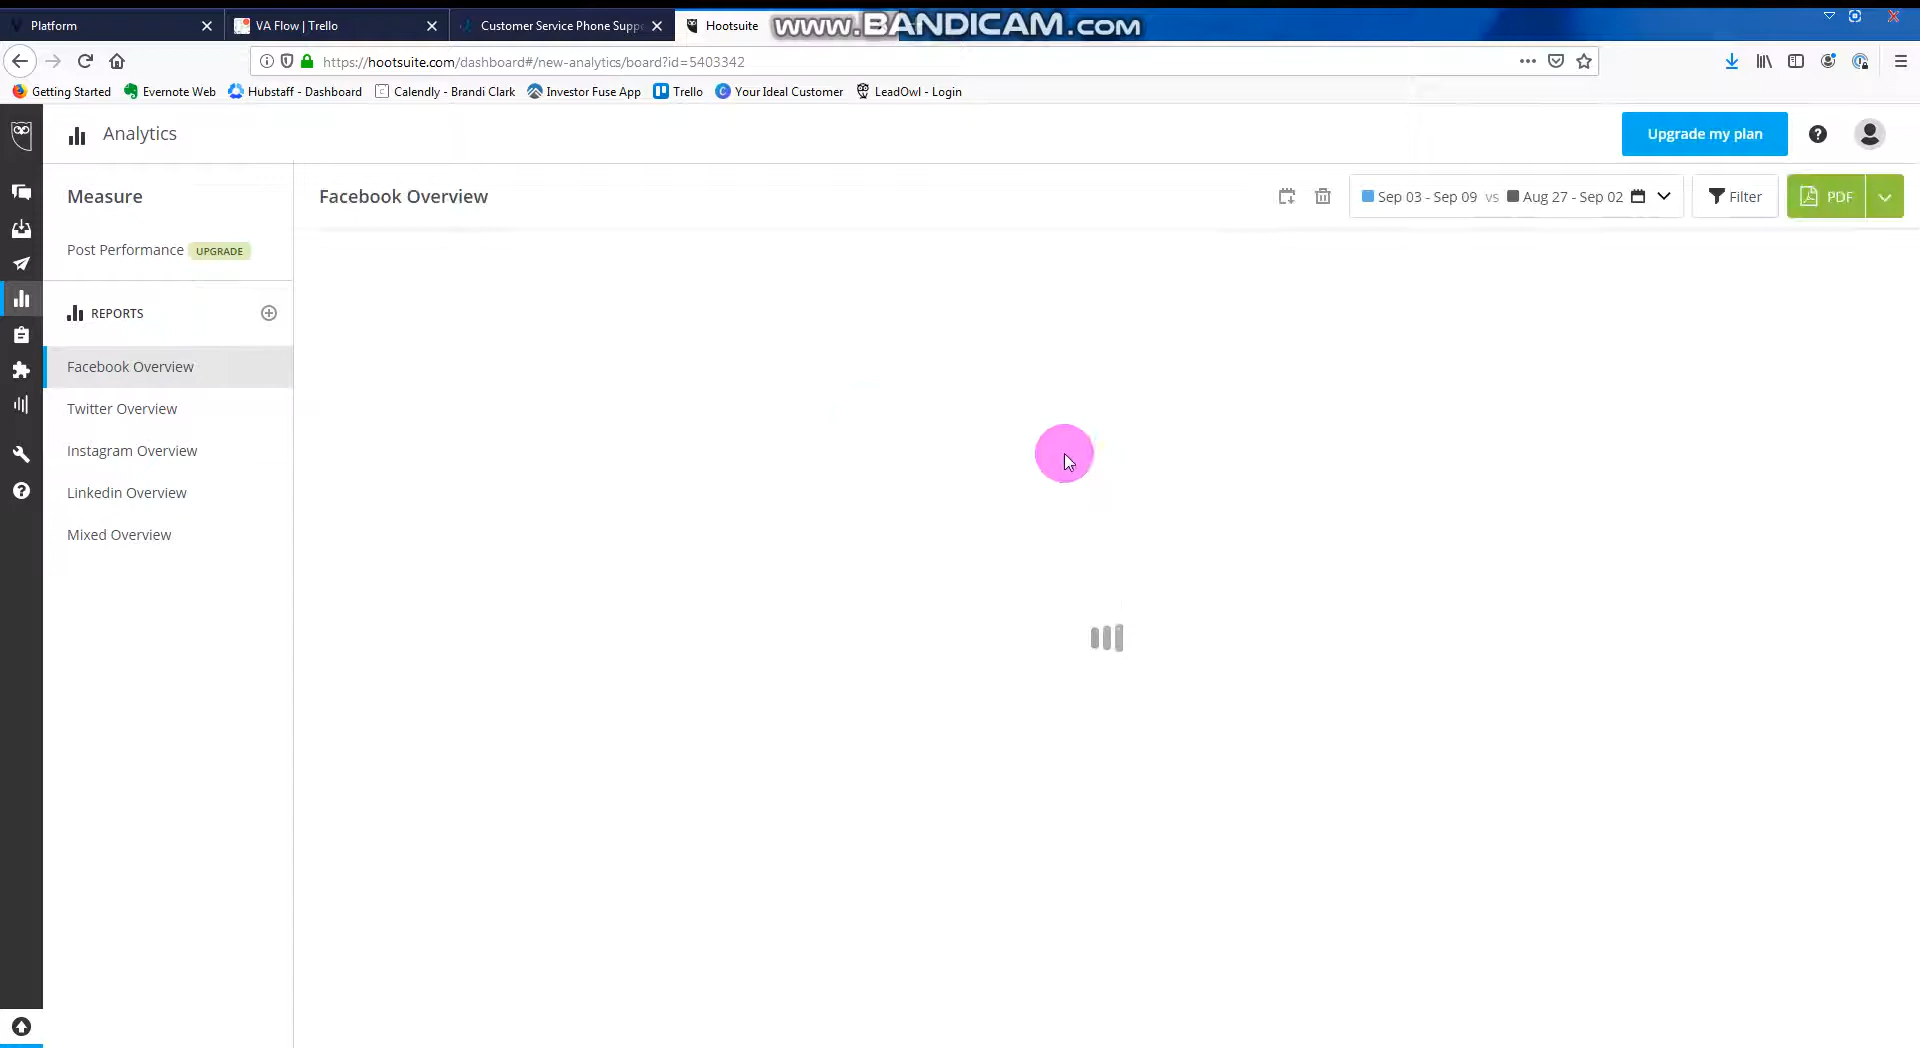 Platform
VA Flow | Trello
Customer Service Phone Suppo
Hootsuite
www.BANDICAM.com
https://hootsuite.com/dashboard#/new-analytics/board?id=5403342
Getting Started
Evernote Web
Hubstaff - Dashboard
Calendly - Brandi Clark
Investor Fuse App
Trello
Your Ideal Customer
LeadOwl - Login
Analytics
Upgrade my plan
Measure
Facebook Overview
Sep 03 - Sep 09 vs Aug 27 - Sep 02
Filter
PDF
Post Performance UPGRADE
REPORTS
Facebook Overview
Twitter Overview
Instagram Overview
Linkedin Overview
Mixed Overview